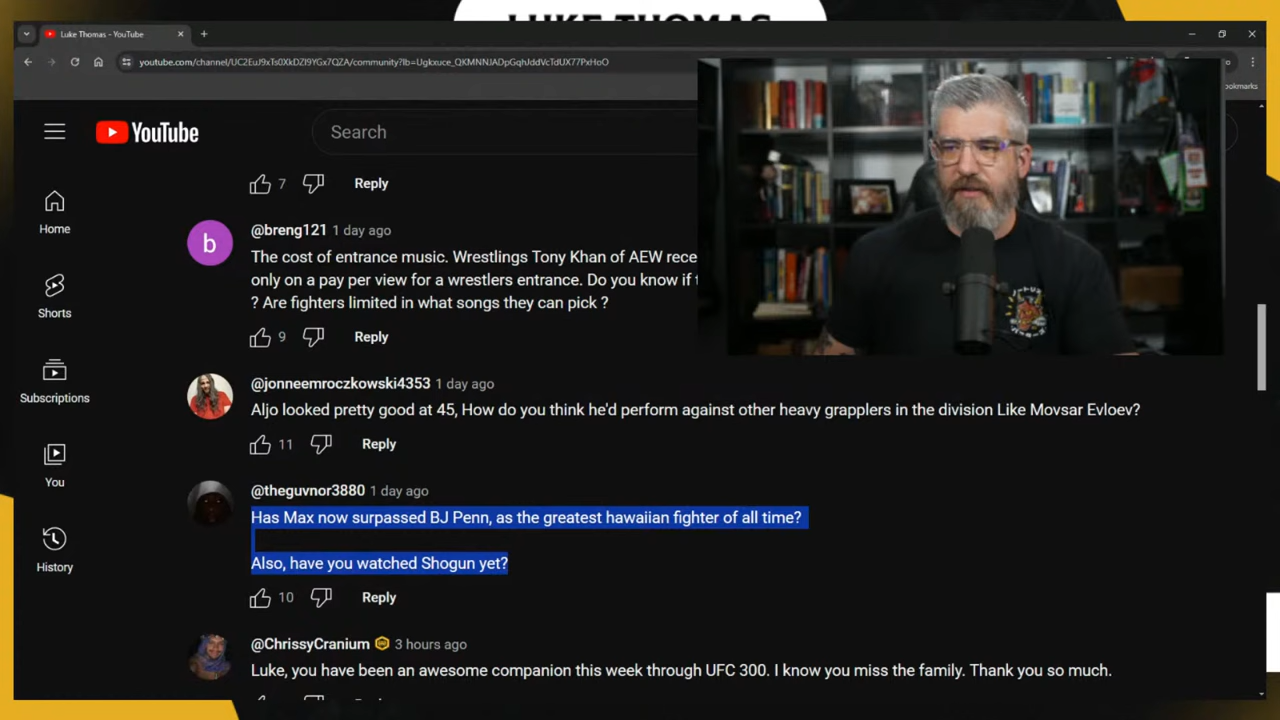 LUKE THOMAS
Luke Thomas - YouTube
youtube.com/channel/UC2EuJ9xTs0XkDZI9YGx7QZA/community?lb=Ugkxuce_QKMNNJADpGqhJddVcTdUX77PxHoO
YouTube
Search
7
Reply
Home
@breng121 1 day ago
b
The cost of entrance music. Wrestlings Tony Khan of AEW rece
only on a pay per view for a wrestlers entrance. Do you know if
? Are fighters limited in what songs they can pick ?
Shorts
9
Reply
@jonneemroczkowski4353 1 day ago
Subscriptions
Aljo looked pretty good at 45, How do you think he'd perform against other heavy grapplers in the division Like Movsar Evloev?
11
Reply
You
@theguvnor3880 1 day ago
Has Max now surpassed BJ Penn, as the greatest hawaiian fighter of all time?
Also, have you watched Shogun yet?
History
10
Reply
@ChrissyCranium 3 hours ago
Luke, you have been an awesome companion this week through UFC 300. I know you miss the family. Thank you so much.